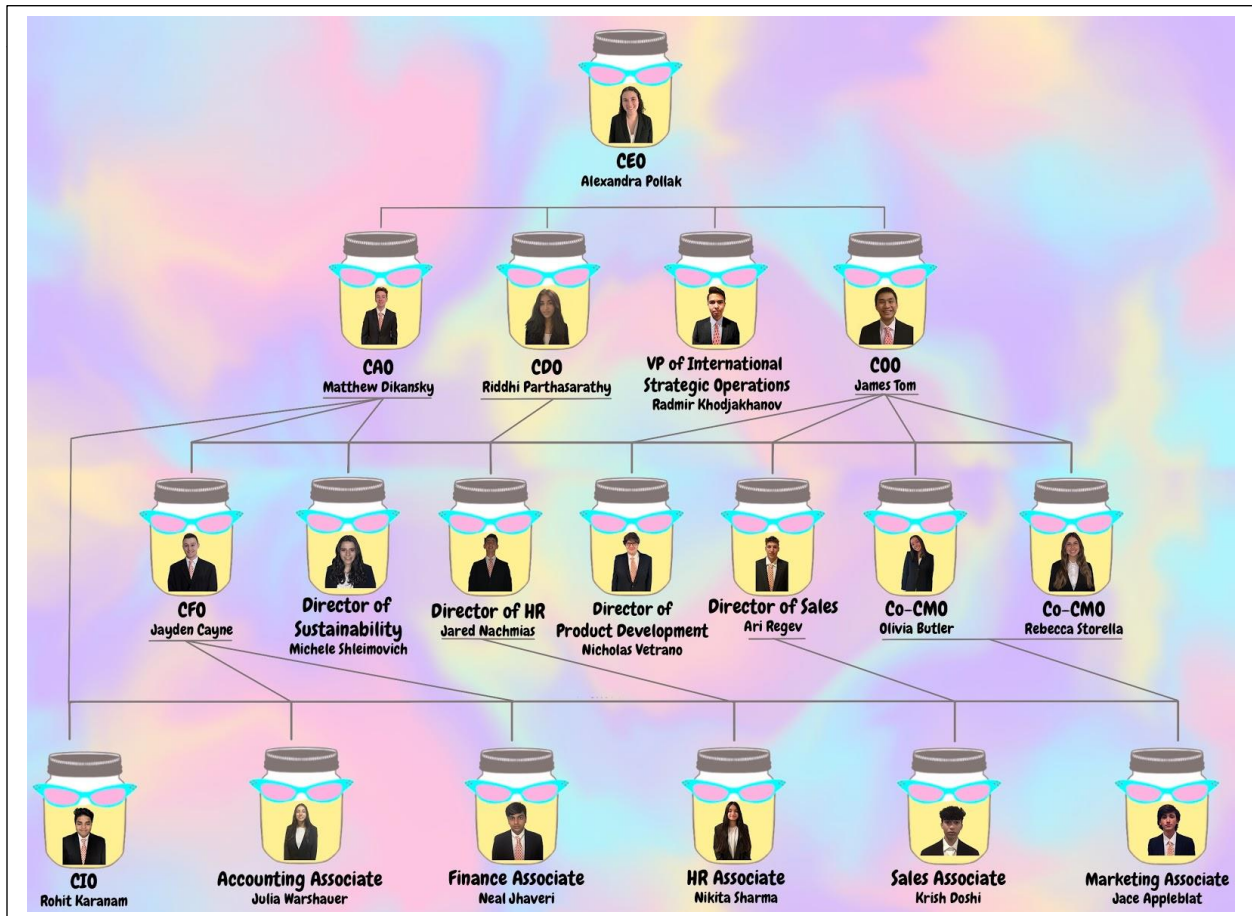 CEO
Alexandra Pollak
CAO
Matthew Dikansky
CDO
Riddhi Parthasarathy
VP of International
Strategic Operations
Radmir Khodjakhanov
COO
James Tom
CFO
Jayden Cayne
Director of
Sustainability
Michele Shleimovich
Director of HR
Jared Nachmias
Director of
Product Development
Nicholas Vetrano
Director of Sales
Ari Regev
Co-CMO
Olivia Butler
Co-CMO
Rebecca Storella
CIO
Rohit Karanam
Accounting Associate
Julia Warshauer
Finance Associate
Neal Jhaveri
HR Associate
Nikita Sharma
Sales Associate
Krish Doshi
Marketing Associate
Jace Appleblat